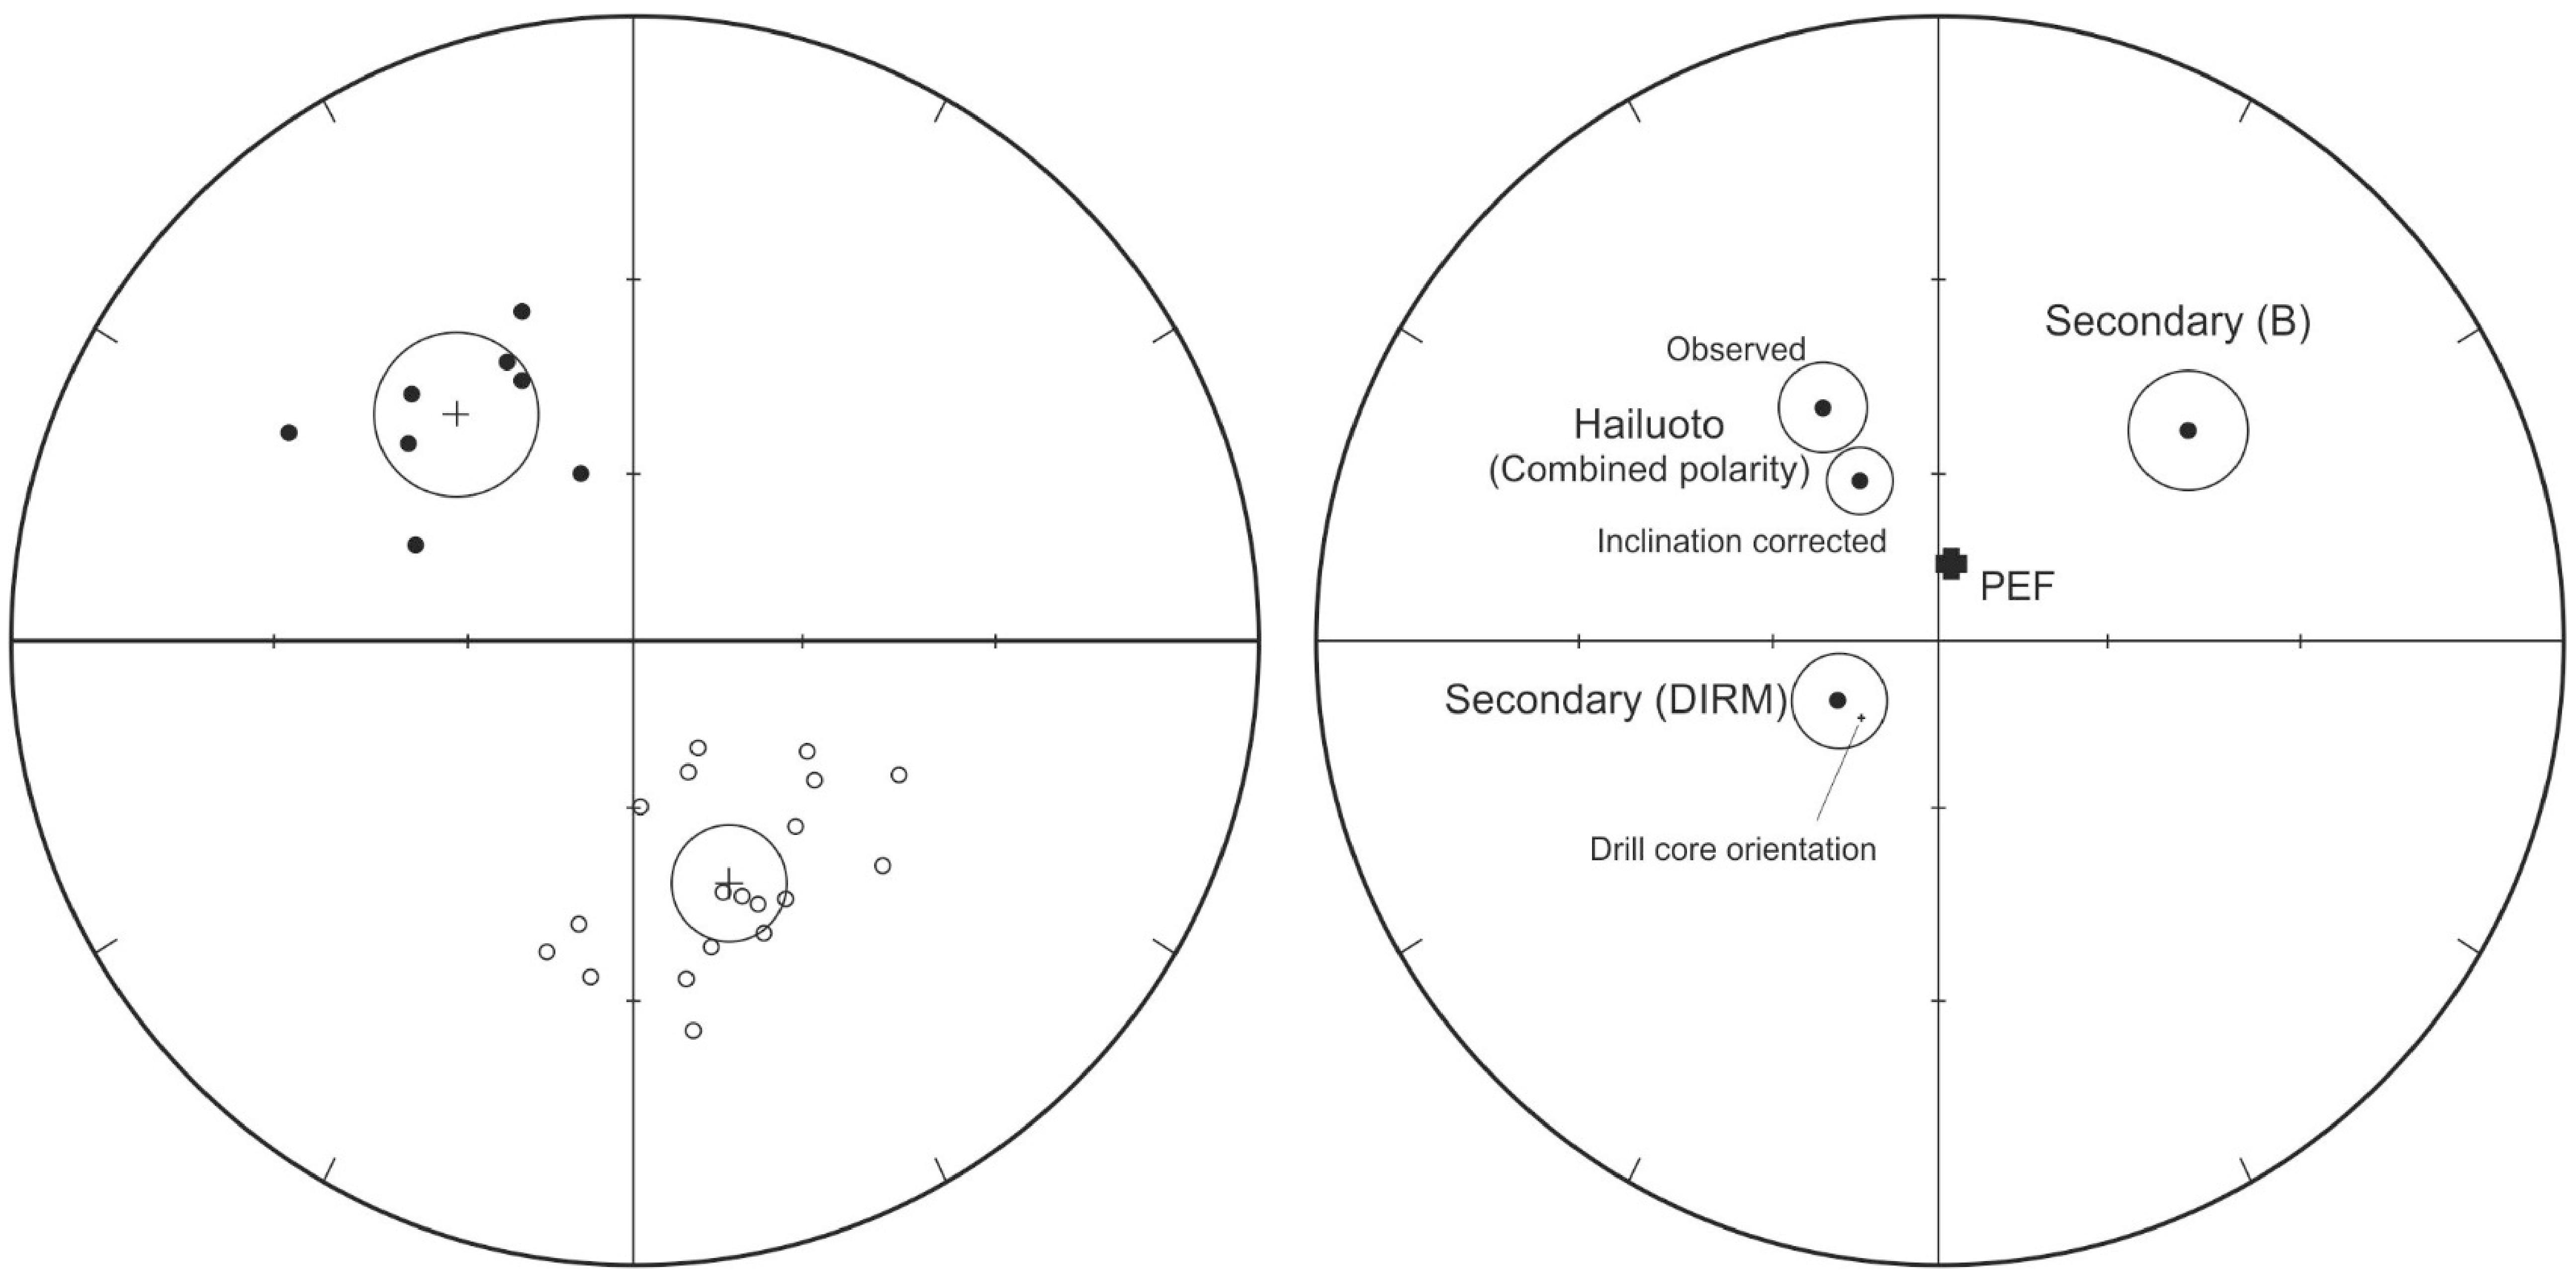 Secondary (B)
Observed
Hailuoto
(Combined polarity)
Inclination corrected
PEF
Secondary (DIRM)
Drill core orientation